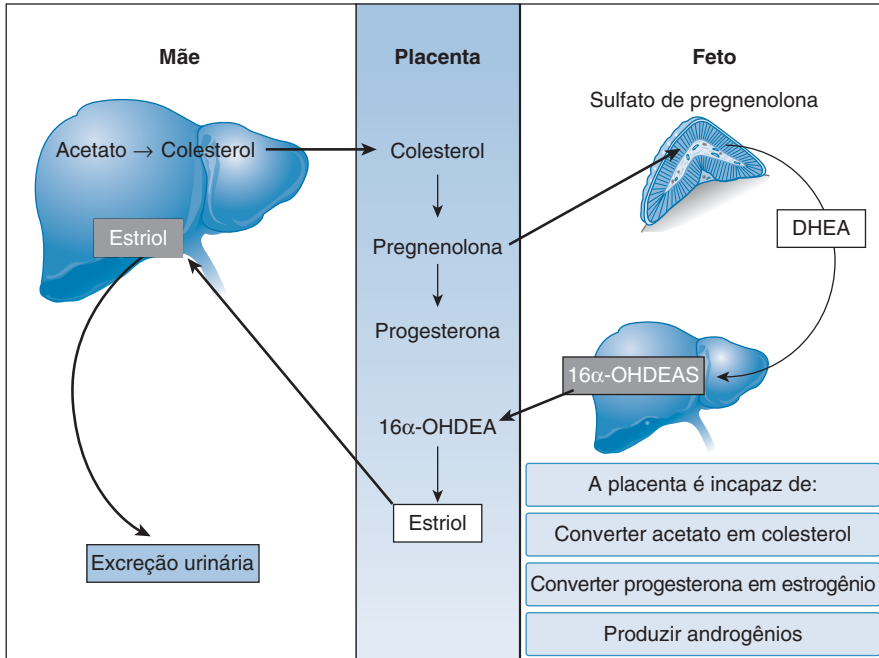 Mãe
Acetato → Colesterol
Estriol
Excreção urinária
Placenta
Colesterol
Pregnenolona
Progesterona
16α-OHDEA
Estriol
Feto
Sulfato de pregnenolona
DHEA
16α-OHDEAS
A placenta é incapaz de:
Converter acetato em colesterol
Converter progesterona em estrogênio
Produzir androgênios